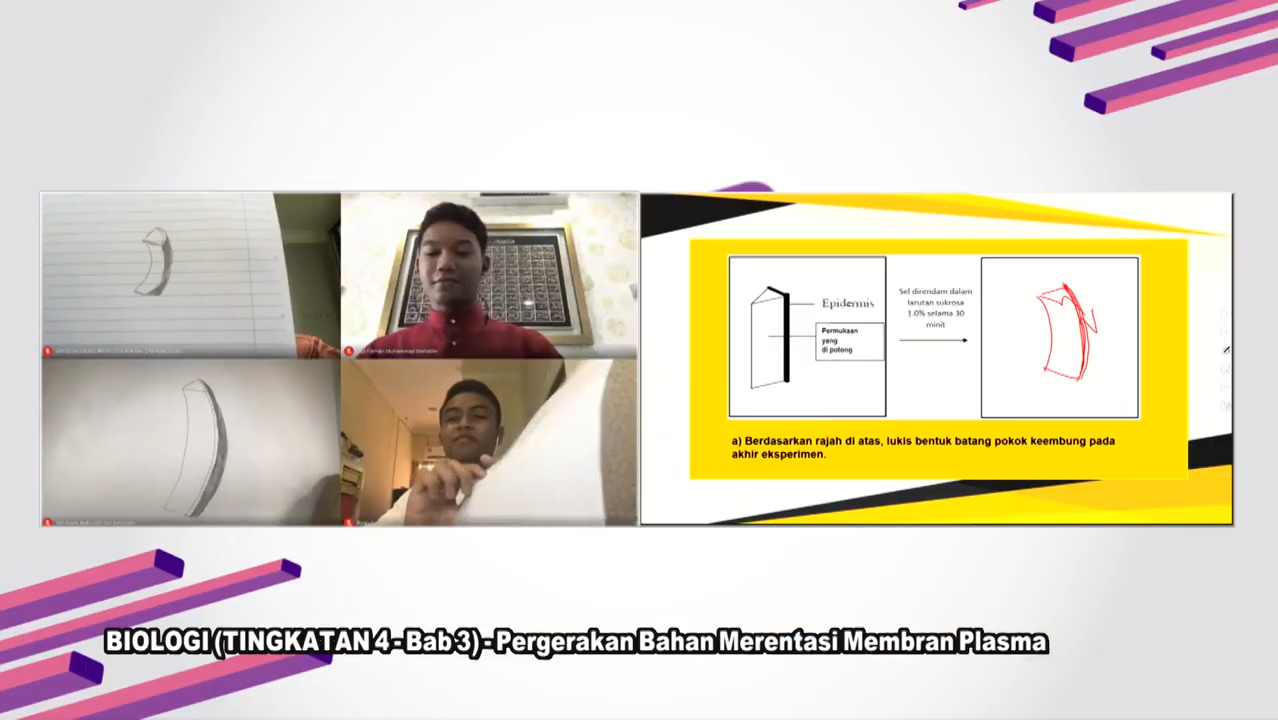 Epidermis
Permukaan
yang
di potong
Sel direndam dalam
larutan sukrosa
1.0% selama 30
minit
a) Berdasarkan rajah di atas, lukis bentuk batang pokok keembung pada
akhir eksperimen.
BIOLOGI (TINGKATAN 4 - Bab 3) - Pergerakan Bahan Merentasi Membran Plasma